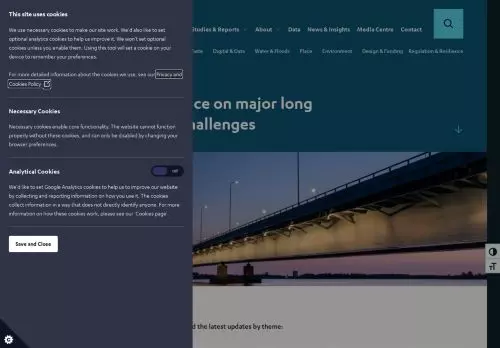 This site uses cookies
We use necessary cookies to make our site work. We'd also like to set
optional analytics cookies to help us improve it. We won't set optional
cookies unless you enable them. Using this tool will set a cookie on your
device to remember your preferences.
For more detailed information about the cookies we use, see our Privacy and
Cookies Policy
Necessary Cookies
Necessary cookies enable core functionality. The website cannot function
properly without these cookies, and can only be disabled by changing your
browser preferences.
Analytical Cookies
Off
We'd like to set Google Analytics cookies to help us to improve our website
by collecting and reporting information on how you use it. The cookies
collect information in a way that does not directly identify anyone. For more
information on how these cookies work, please see our 'Cookies page'
Save and Close
Studies & Reports About Data News & Insights Media Centre Contact
Digital & Data Water & Floods Place Environment Design & Funding Regulation & Resilience
ce on major long
hallenges
d the latest updates by theme: